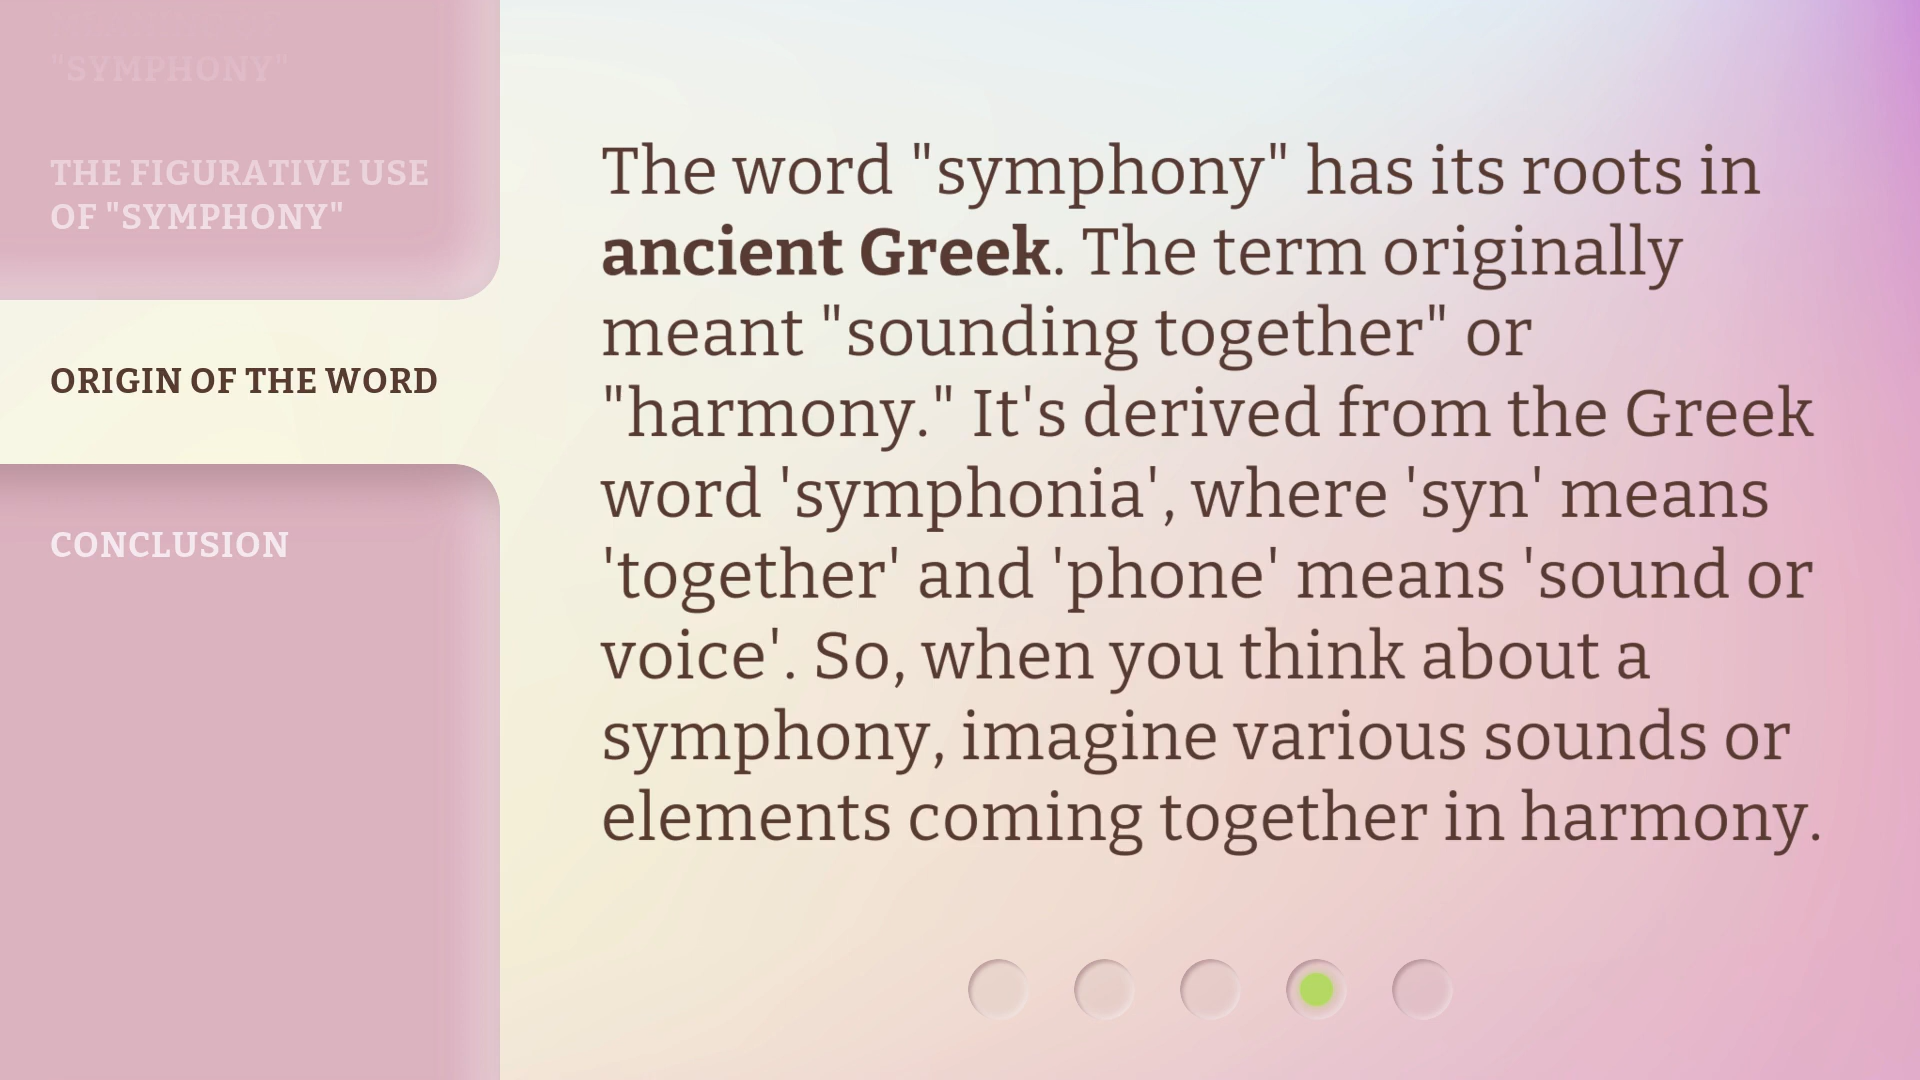 "SYMPHONY"
THE FIGURATIVE USE
OF "SYMPHONY"
ORIGIN OF THE WORD
CONCLUSION
The word "symphony" has its roots in
ancient Greek. The term originally
meant "sounding together" or
"harmony." It's derived from the Greek
word 'symphonia', where 'syn' means
'together' and 'phone' means 'sound or
voice'. So, when you think about a
symphony, imagine various sounds or
elements coming together in harmony.